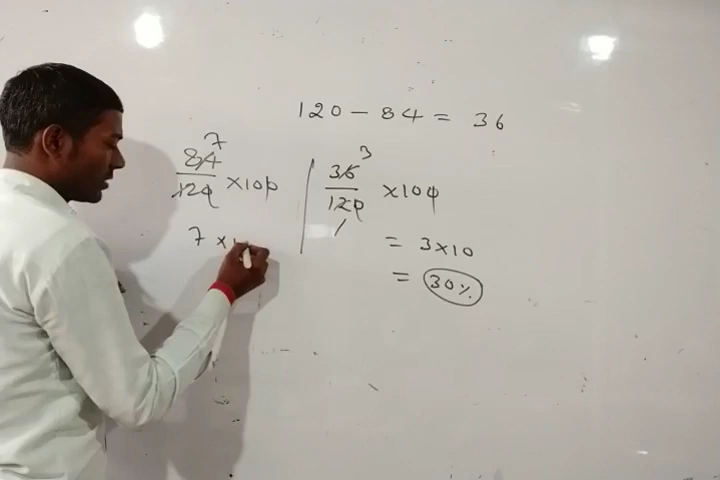 120 - 84 = 36
7
84/120 × 100
7 ×
3
36/120 × 100
1
= 3 × 10
= 30%